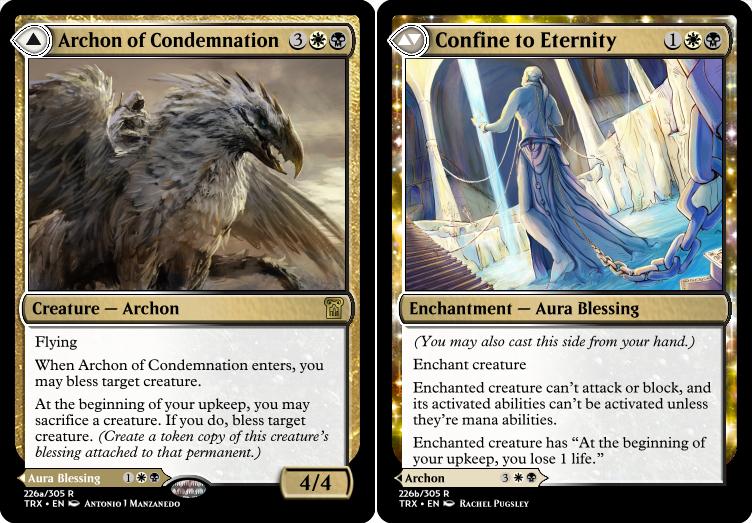 Archon of Condemnation 3
Creature — Archon
Flying
When Archon of Condemnation enters, you
may bless target creature.
At the beginning of your upkeep, you may
sacrifice a creature. If you do, bless target
creature. (Create a token copy of this creature's
blessing attached to that permanent.)
Aura Blessing 1
4/4
226a/305 R
TRX • EN Antonio J Manzanedo
Confine to Eternity 1
Enchantment — Aura Blessing
(You may also cast this side from your hand.)
Enchant creature
Enchanted creature can't attack or block, and
its activated abilities can't be activated unless
they're mana abilities.
Enchanted creature has “At the beginning of
your upkeep, you lose 1 life.”
Archon 3
226b/305 R
TRX • EN Rachel Pugsley